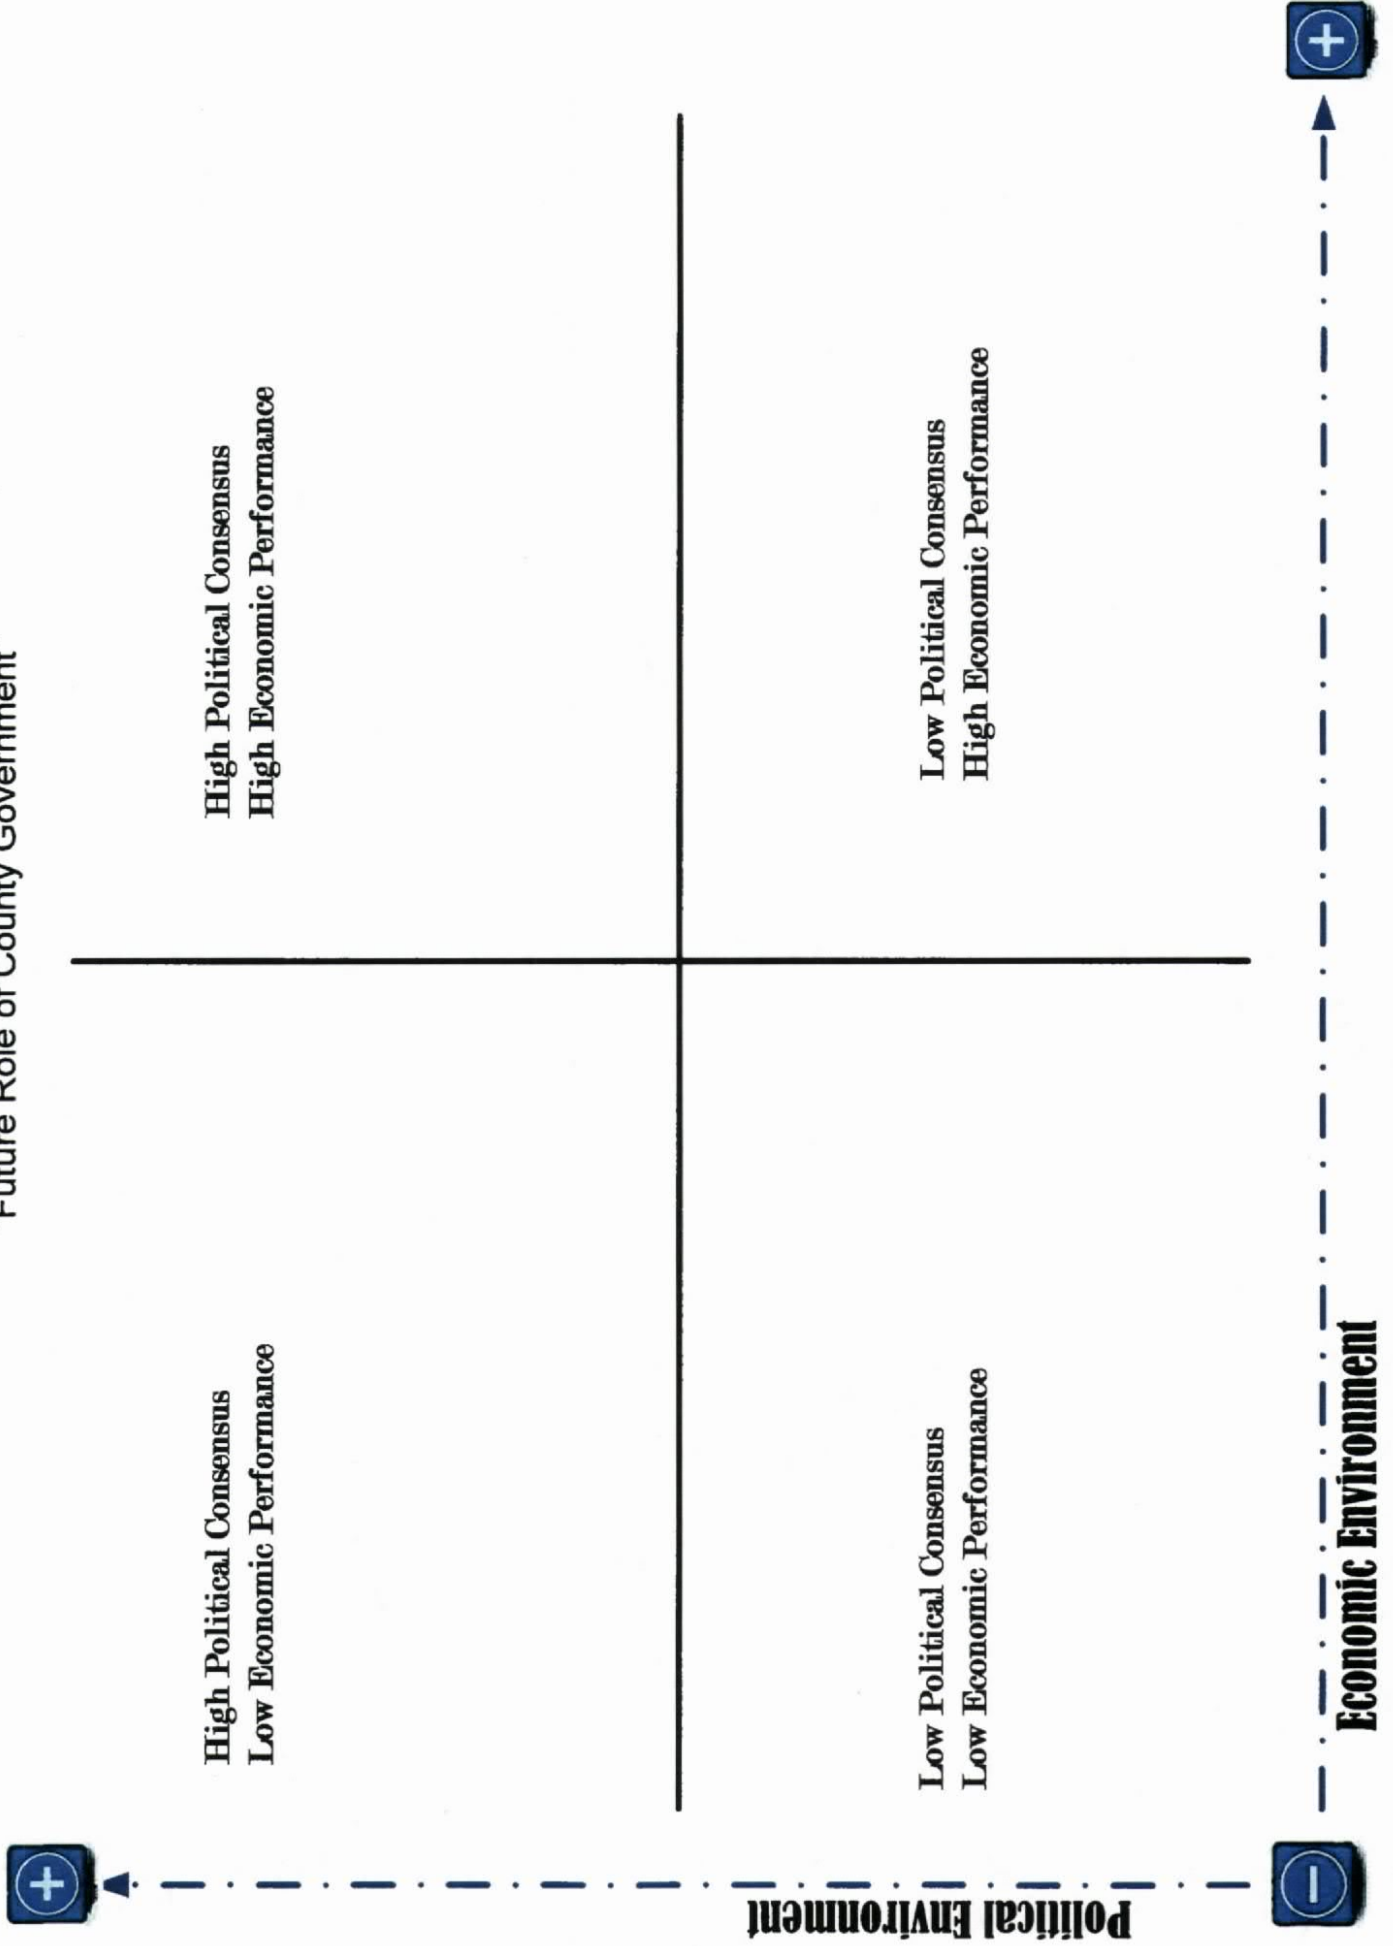 Future Role of County Government
High Political Consensus
Low Economic Performance
High Political Consensus
High Economic Performance
Low Political Consensus
Low Economic Performance
Low Political Consensus
High Economic Performance
Political Environment
Economic Environment